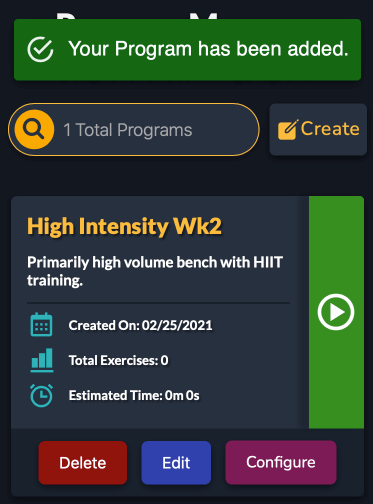 Your Program has been added.
1 Total Programs
Create
High Intensity Wk2
Primarily high volume bench with HIIT
training.
Created On: 02/25/2021
Total Exercises: 0
Estimated Time: 0m 0s
Delete
Edit
Configure